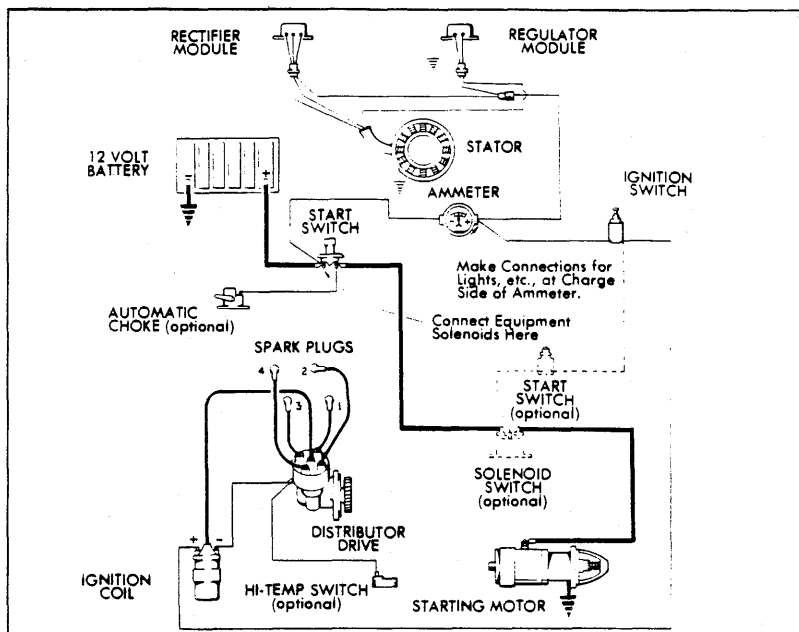 RECTIFIER
MODULE
REGULATOR
MODULE
STATOR
12 VOLT
BATTERY
- +
AMMETER
- +
IGNITION
SWITCH
START
SWITCH
Make Connections for
Lights, etc., at Charge
Side of Ammeter.
AUTOMATIC
CHOKE (optional)
Connect Equipment
Solenoids Here
SPARK PLUGS
4 2
3 1
START
SWITCH
(optional)
SOLENOID
SWITCH
(optional)
DISTRIBUTOR
DRIVE
+ -
IGNITION
COIL
HI-TEMP SWITCH
(optional)
STARTING MOTOR